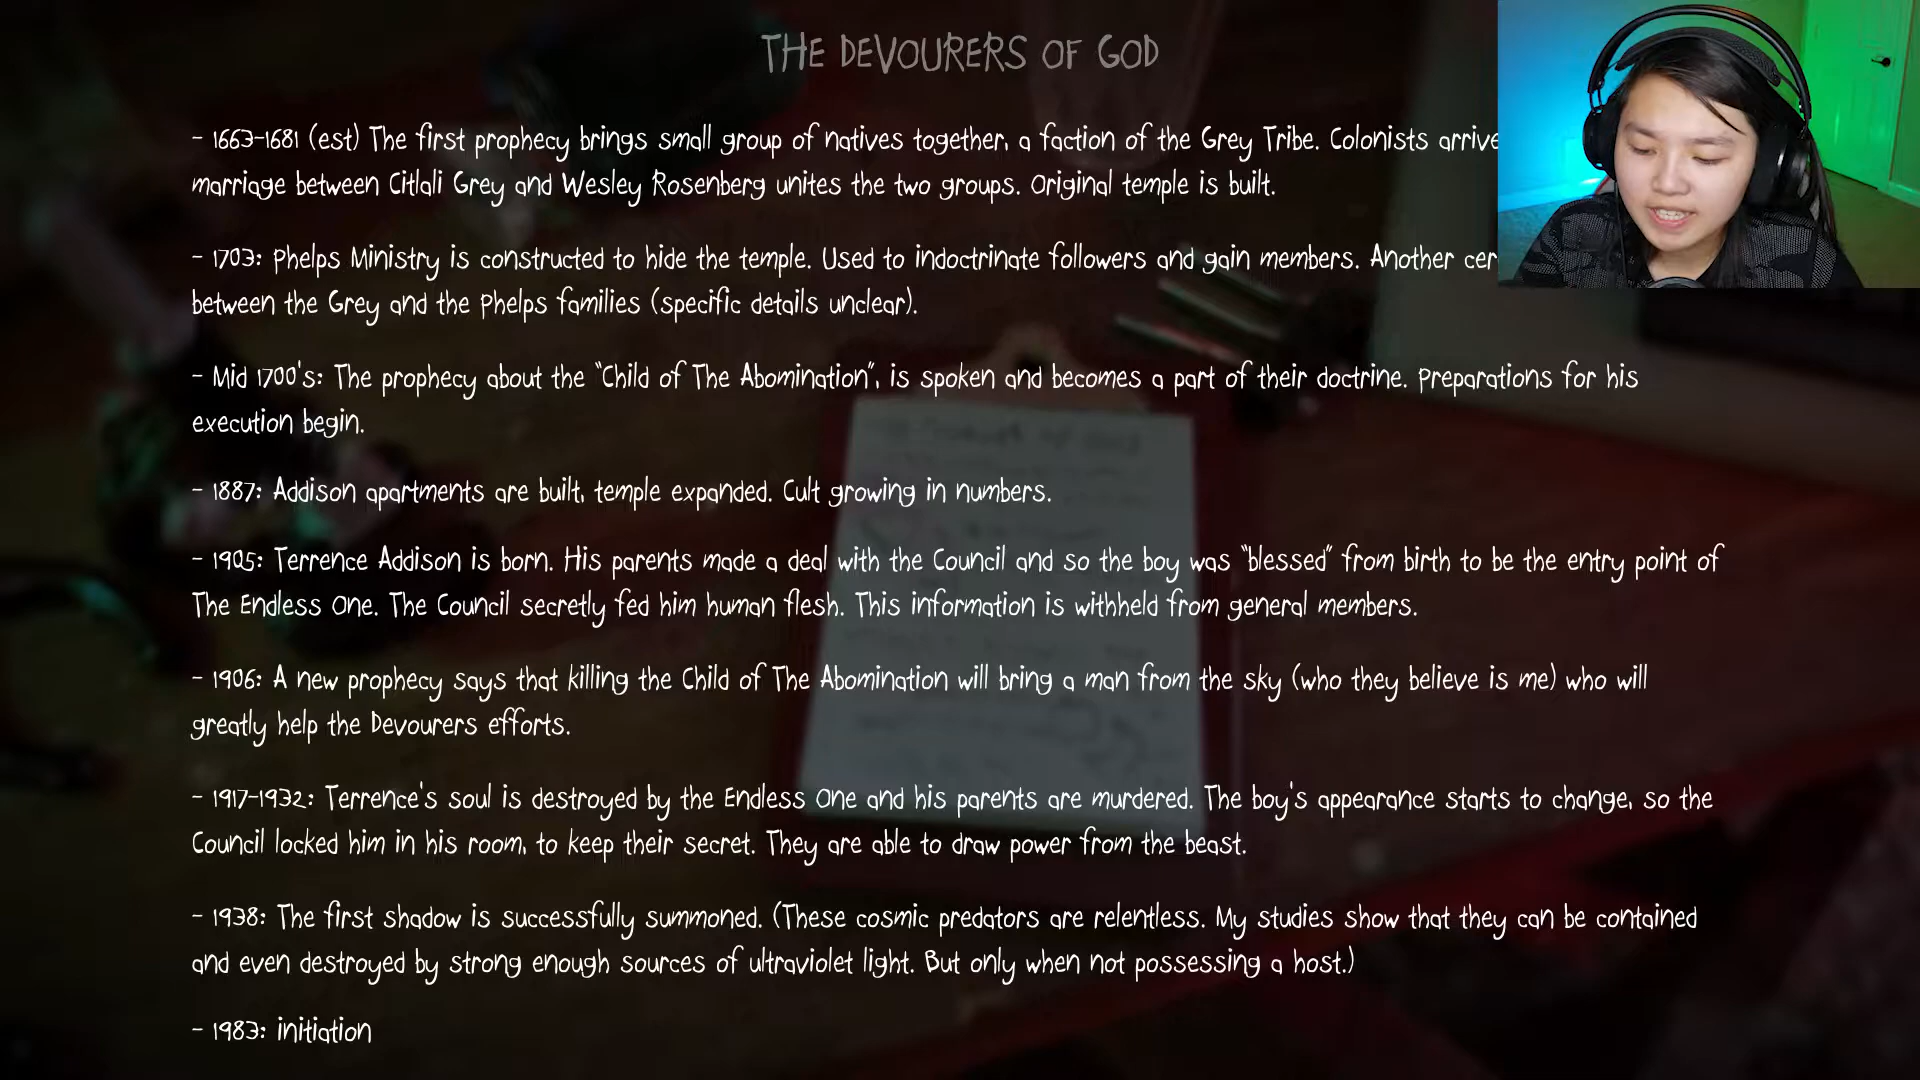 THE DEVOURERS OF GOD
- 1663-1681 (est) The first prophecy brings small group of natives together, a faction of the Grey Tribe. Colonists arrive
marriage between Citlali Grey and Wesley Rosenberg unites the two groups. Original temple is built.
- 1703: Phelps Ministry is constructed to hide the temple. Used to indoctrinate followers and gain members. Another cer
between the Grey and the Phelps families (specific details unclear).
- Mid 1700's: The prophecy about the "Child of The Abomination", is spoken and becomes a part of their doctrine. Preparations for his
execution begin.
- 1887: Addison apartments are built, temple expanded. Cult growing in numbers.
- 1905: Terrence Addison is born. His parents made a deal with the Council and so the boy was "blessed" from birth to be the entry point of
The Endless One. The Council secretly fed him human flesh. This information is withheld from general members.
- 1906: A new prophecy says that killing the Child of The Abomination will bring a man from the sky (who they believe is me) who will
greatly help the Devourers efforts.
- 1917-1932: Terrence's soul is destroyed by the Endless One and his parents are murdered. The boy's appearance starts to change, so the
Council locked him in his room, to keep their secret. They are able to draw power from the beast.
- 1938: The first shadow is successfully summoned. (These cosmic predators are relentless. My studies show that they can be contained
and even destroyed by strong enough sources of ultraviolet light. But only when not possessing a host.)
- 1983: initiation